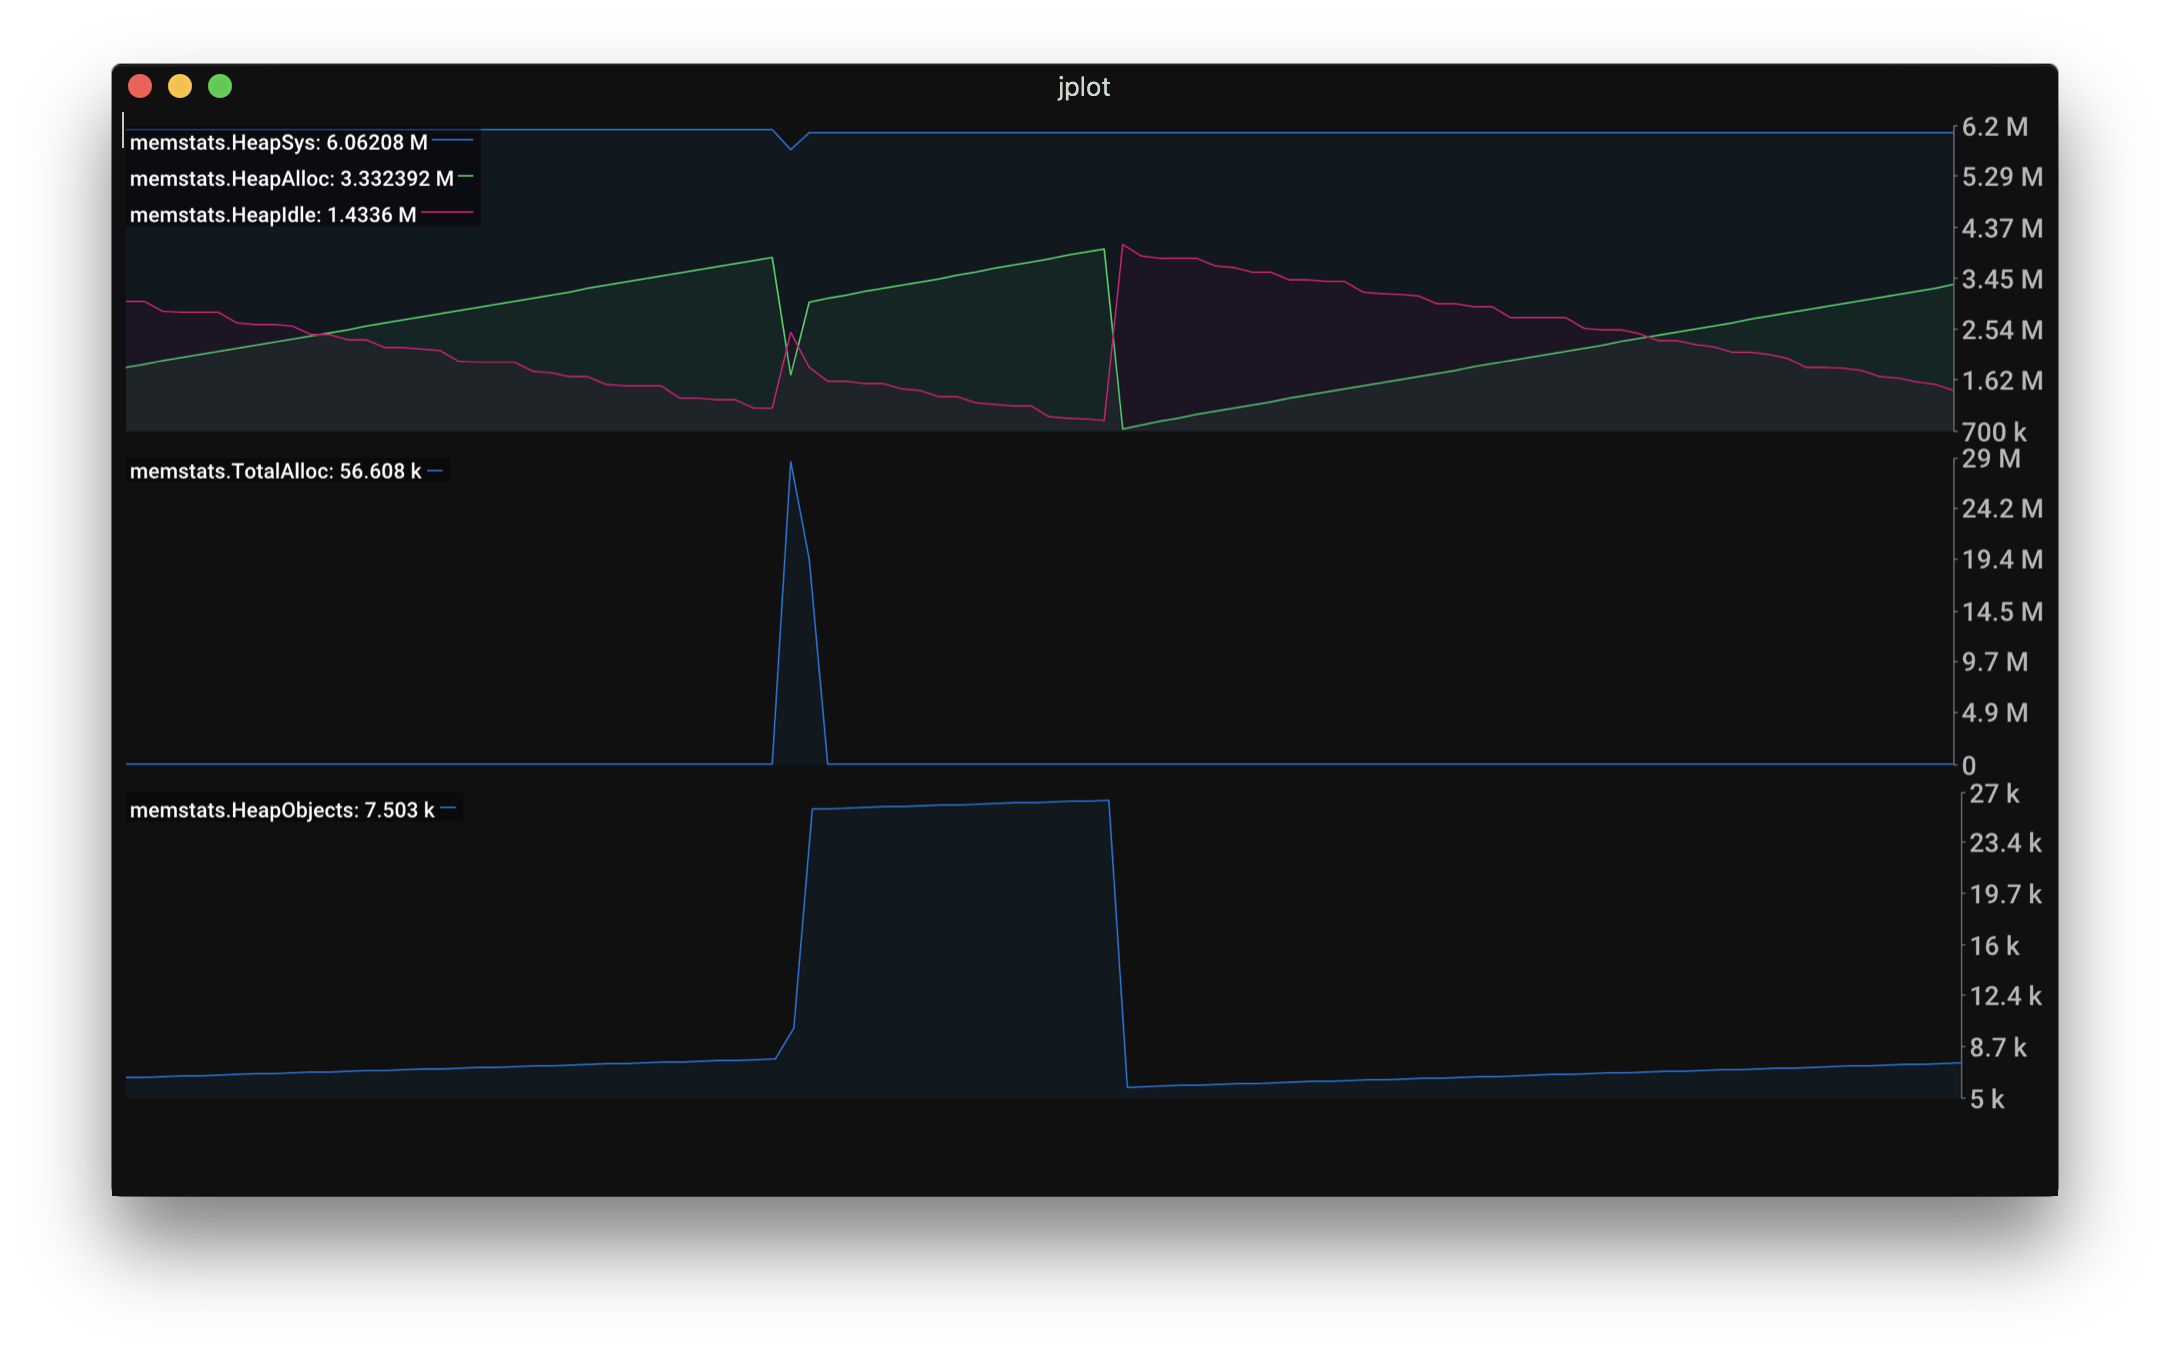 jplot
memstats.HeapSys: 6.06208 M
memstats.HeapAlloc: 3.332392 M
memstats.HeapIdle: 1.4336 M
6.2 M
5.29 M
4.37 M
3.45 M
2.54 M
1.62 M
700 k
memstats.TotalAlloc: 56.608 k
29 M
24.2 M
19.4 M
14.5 M
9.7 M
4.9 M
0
memstats.HeapObjects: 7.503 k
27 k
23.4 k
19.7 k
16 k
12.4 k
8.7 k
5 k